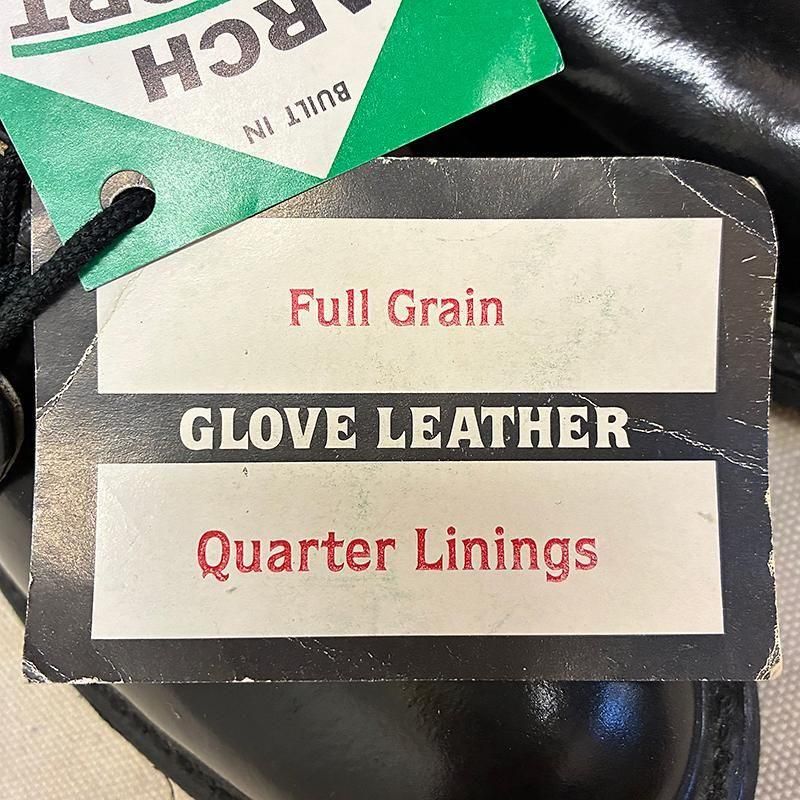 BUILT IN
ARCH
Full Grain
GLOVE LEATHER
Quarter Linings